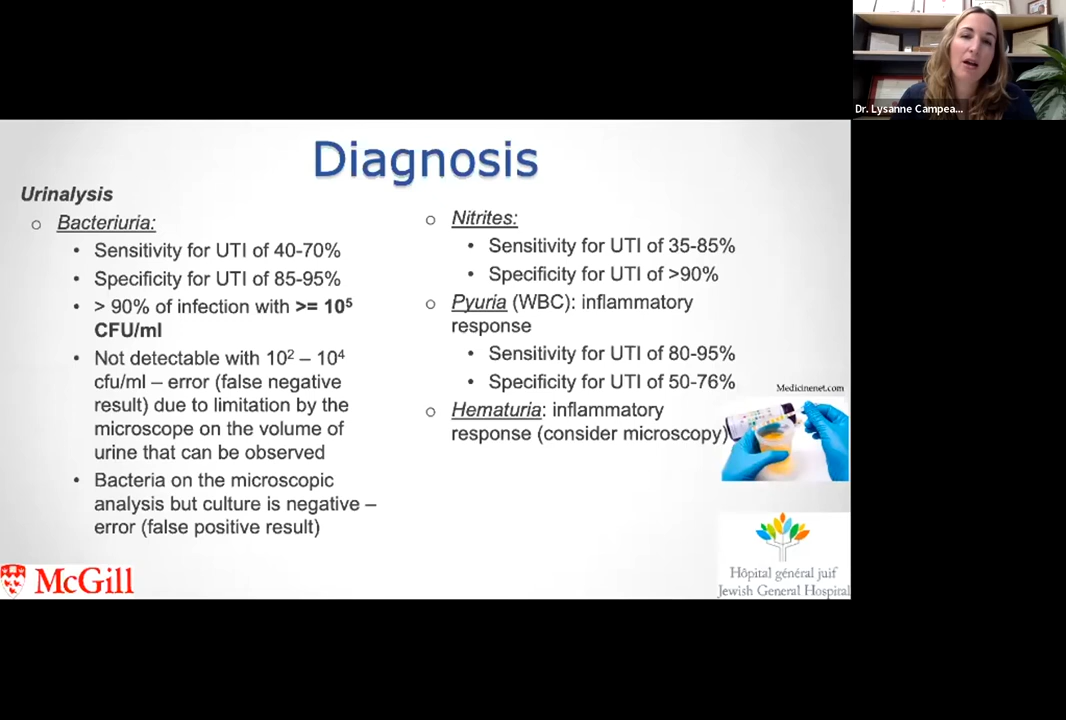 Dr. Lysanne Campea...
Diagnosis
Urinalysis
o Bacteriuria:
• Sensitivity for UTI of 40-70%
• Specificity for UTI of 85-95%
• > 90% of infection with >= 10⁵
CFU/ml
• Not detectable with 10² – 10⁴
cfu/ml – error (false negative
result) due to limitation by the
microscope on the volume of
urine that can be observed
• Bacteria on the microscopic
analysis but culture is negative –
error (false positive result)
o Nitrites:
• Sensitivity for UTI of 35-85%
• Specificity for UTI of >90%
o Pyuria (WBC): inflammatory
response
• Sensitivity for UTI of 80-95%
• Specificity for UTI of 50-76%
o Hematuria: inflammatory
response (consider microscopy)
Medicinenet.com
McGill
Hôpital général juif
Jewish General Hospital